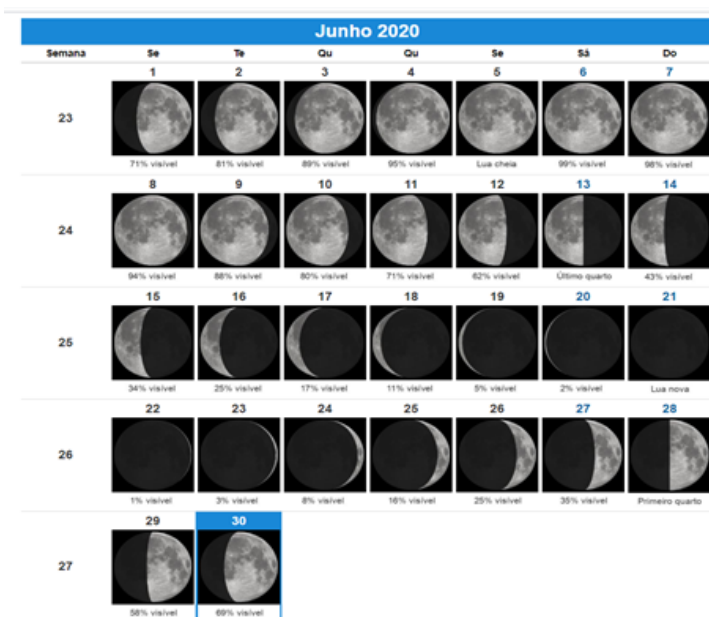 Junho 2020
Semana Se Te Qu Qu Se Sá Do
1 2 3 4 5 6 7
23
71% visível 81% visível 89% visível 95% visível Lua cheia 99% visível 98% visível
8 9 10 11 12 13 14
24
94% visível 88% visível 80% visível 71% visível 62% visível Último quarto 43% visível
15 16 17 18 19 20 21
25
34% visível 25% visível 17% visível 11% visível 5% visível 2% visível Lua nova
22 23 24 25 26 27 28
26
1% visível 3% visível 8% visível 16% visível 25% visível 35% visível Primeiro quarto
29 30
27
58% visível 69% visível